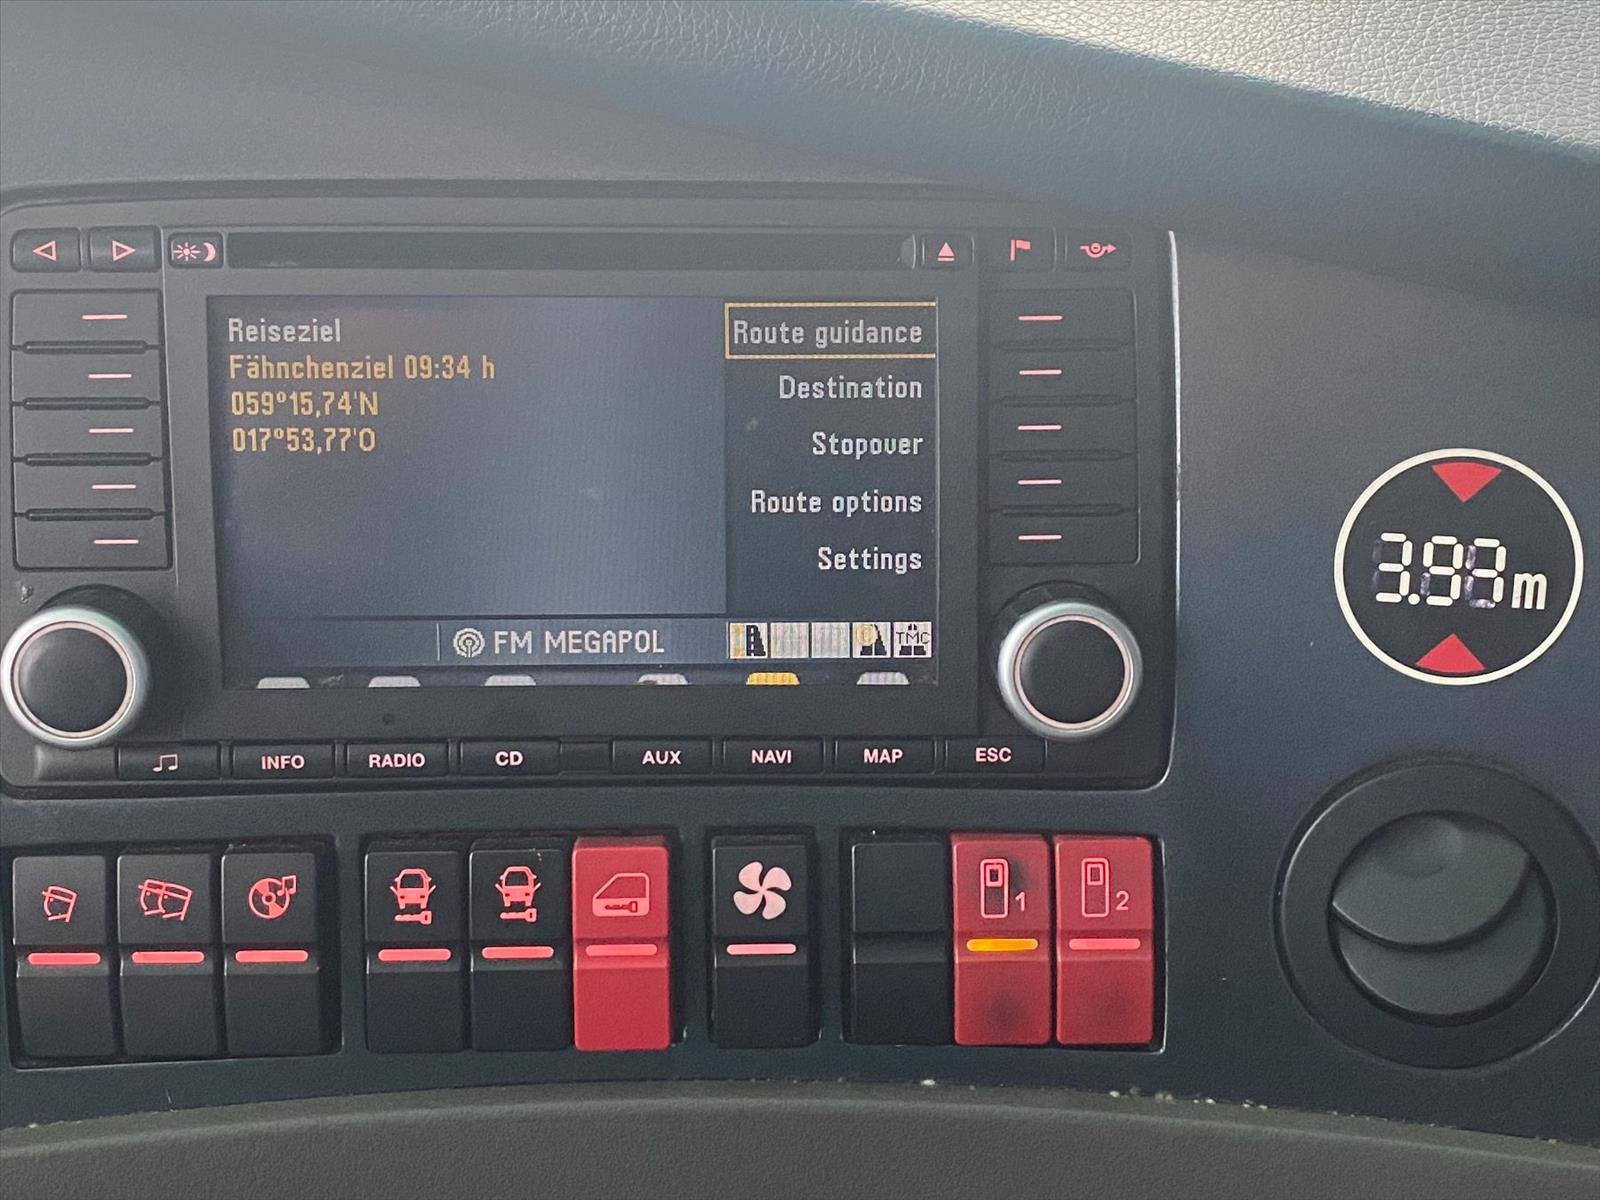 Reiseziel
Fähnchenziel 09:34 h
059°15,74'N
017°53,77'O
Route guidance
Destination
Stopover
Route options
Settings
FM MEGAPOL
TMC
INFO
RADIO
CD
AUX
NAVI
MAP
ESC
3.93m
1
2